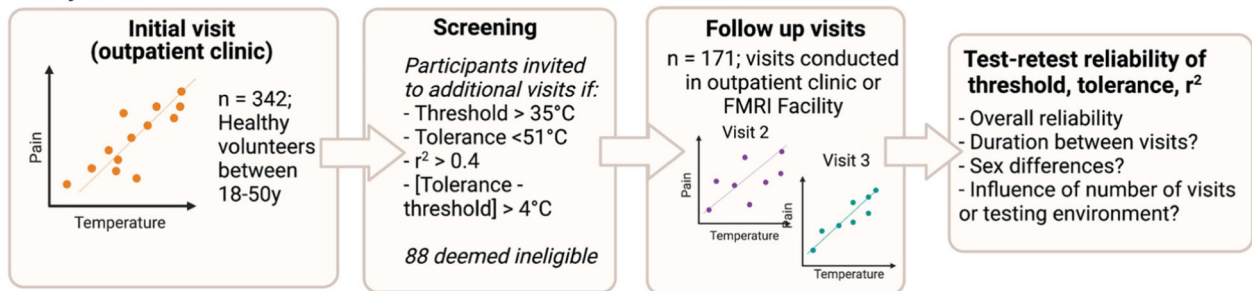 Initial visit
(outpatient clinic)
Pain
Temperature
n = 342;
Healthy
volunteers
between
18-50y
Screening
Participants invited
to additional visits if:
- Threshold > 35°C
- Tolerance <51°C
- r² > 0.4
- [Tolerance -
threshold] > 4°C
88 deemed ineligible
Follow up visits
n = 171; visits conducted
in outpatient clinic or
FMRI Facility
Visit 2
Pain
Temperature
Visit 3
Pain
Temperature
Test-retest reliability of
threshold, tolerance, r²
- Overall reliability
- Duration between visits?
- Sex differences?
- Influence of number of visits
or testing environment?